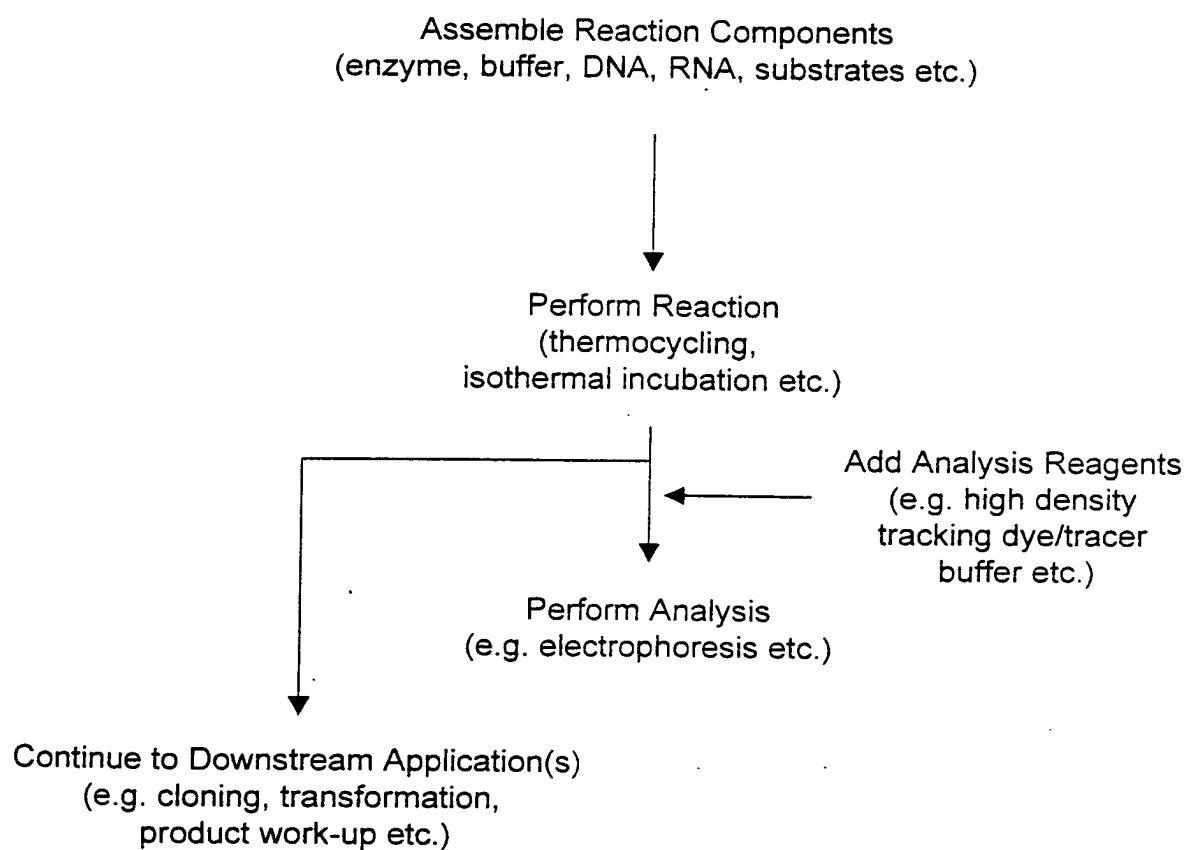 Assemble Reaction Components
(enzyme, buffer, DNA, RNA, substrates etc.)
Perform Reaction
(thermocycling,
isothermal incubation etc.)
Add Analysis Reagents
(e.g. high density
tracking dye/tracer
buffer etc.)
Perform Analysis
(e.g. electrophoresis etc.)
Continue to Downstream Application(s)
(e.g. cloning, transformation,
product work-up etc.)